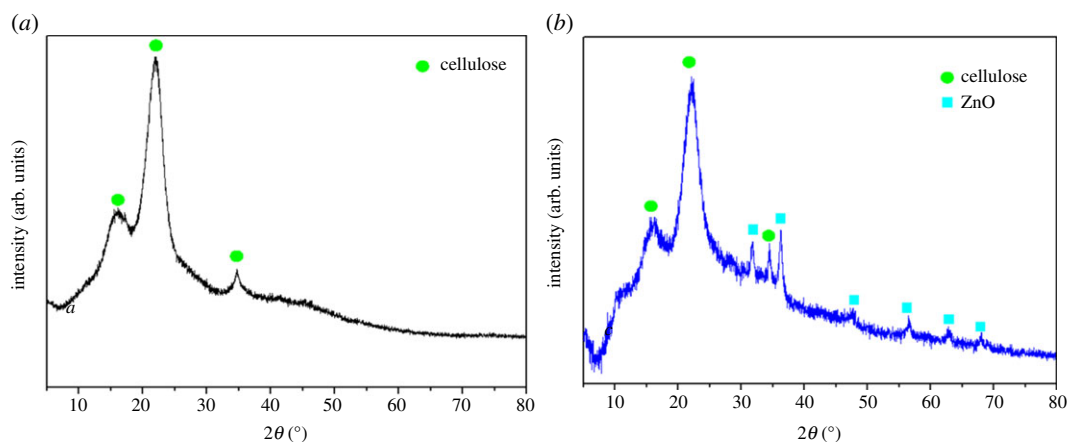 (a)
cellulose
intensity (arb. units)
a
5 10 20 30 40 50 60 70 80
2θ (°)
(b)
cellulose
ZnO
intensity (arb. units)
10 20 30 40 50 60 70 80
2θ (°)